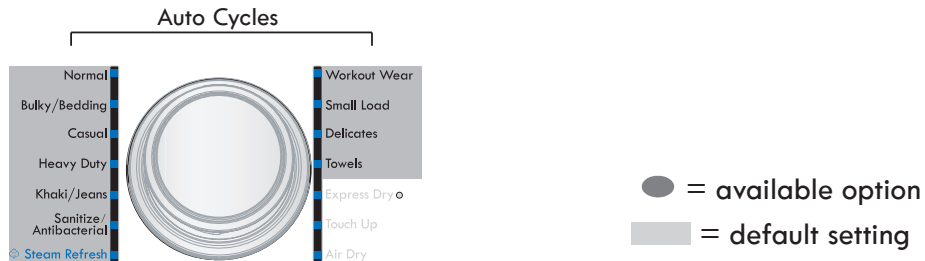 Auto Cycles
Normal
Bulky/Bedding
Casual
Heavy Duty
Khaki/Jeans
Sanitize/
Antibacterial
Steam Refresh
Workout Wear
Small Load
Delicates
Towels
Express Dry
Touch Up
Air Dry
= available option
= default setting